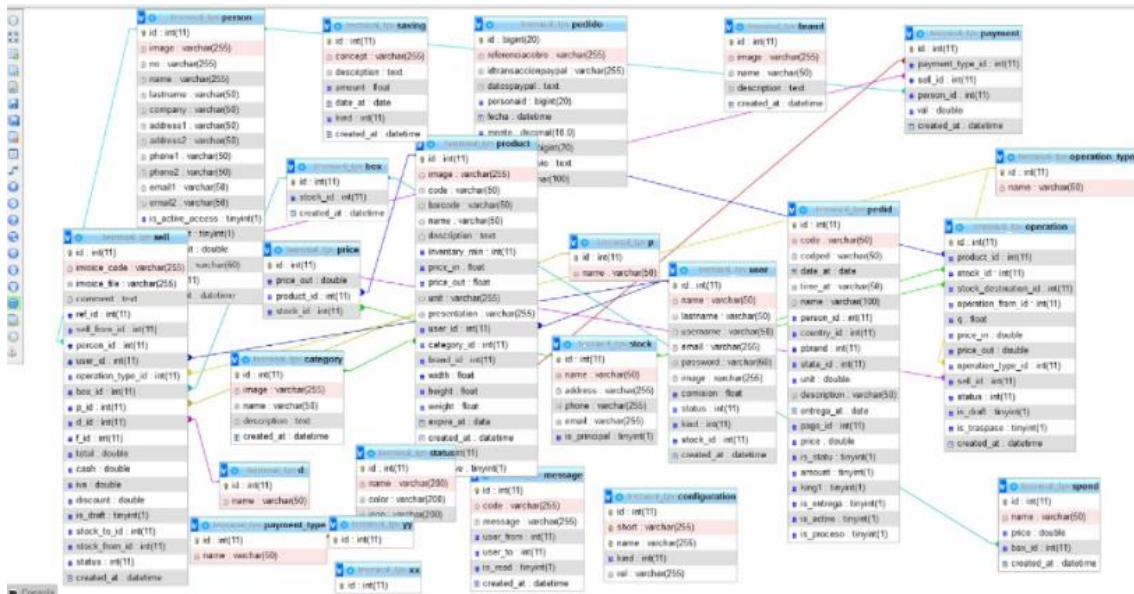 person
id : int(11)
image : varchar(255)
no : varchar(255)
name : varchar(255)
lastname : varchar(50)
company : varchar(50)
address1 : varchar(50)
address2 : varchar(50)
phone1 : varchar(50)
phone2 : varchar(50)
email1 : varchar(50)
email2 : varchar(50)
is_active_access : tinyint(1)
tinyint(1)
double
datetime
saving
id : int(11)
concept : varchar(255)
description : text
amount : float
date_at : date
kind : int(11)
created_at : datetime
pedido
id : bigint(20)
referenciacobro : varchar(255)
idtransaccionpaypal : varchar(255)
datospaypal : text
personaid : bigint(20)
fecha : datetime
monto : decimal(10,0)
bigint(20)
text
brand
id : int(11)
image : varchar(255)
name : varchar(50)
description : text
created_at : datetime
payment
id : int(11)
payment_type_id : int(11)
sell_id : int(11)
person_id : int(11)
val : double
created_at : datetime
box
id : int(11)
stock_id : int(11)
created_at : datetime
product
id : int(11)
image : varchar(255)
code : varchar(50)
barcode : varchar(50)
name : varchar(50)
description : text
inventary_min : int(11)
price_in : float
price_out : float
unit : varchar(255)
presentation : varchar(255)
user_id : int(11)
category_id : int(11)
brand_id : int(11)
width : float
height : float
weight : float
expire_at : date
created_at : datetime
int(11)
tinyint(1)
operation_type
id : int(11)
name : varchar(50)
sell
id : int(11)
invoice_code : varchar(255)
invoice_file : varchar(255)
comment : text
ref_id : int(11)
sell_from_id : int(11)
person_id : int(11)
user_id : int(11)
operation_type_id : int(11)
box_id : int(11)
p_id : int(11)
d_id : int(11)
f_id : int(11)
total : double
cash : double
iva : double
discount : double
is_draft : tinyint(1)
stock_to_id : int(11)
stock_from_id : int(11)
status : int(11)
created_at : datetime
price
id : int(11)
price_out : double
product_id : int(11)
stock_id : int(11)
p
id : int(11)
name : varchar(50)
user
id : int(11)
name : varchar(50)
lastname : varchar(50)
username : varchar(50)
email : varchar(255)
password : varchar(60)
image : varchar(255)
comision : float
status : int(11)
kind : int(11)
stock_id : int(11)
created_at : datetime
pedid
id : int(11)
code : varchar(50)
codped : varchar(50)
date_at : date
time_at : varchar(50)
name : varchar(100)
person_id : int(11)
country_id : int(11)
pbrand : int(11)
state_id : int(11)
unit : double
description : varchar(50)
entrega_at : date
pago_id : int(11)
price : double
is_statu : tinyint(1)
amount : tinyint(1)
king1 : tinyint(1)
is_entrega : tinyint(1)
is_active : tinyint(1)
is_proceso : tinyint(1)
operation
id : int(11)
product_id : int(11)
stock_id : int(11)
stock_destination_id : int(11)
operation_from_id : int(11)
q : float
price_in : double
price_out : double
operation_type_id : int(11)
sell_id : int(11)
status : int(11)
is_draft : tinyint(1)
is_traspase : tinyint(1)
created_at : datetime
category
id : int(11)
image : varchar(255)
name : varchar(50)
description : text
created_at : datetime
stock
id : int(11)
name : varchar(50)
address : varchar(50)
phone : varchar(255)
email : varchar(255)
is_principal : tinyint(1)
d
id : int(11)
name : varchar(50)
status
id : int(11)
name : varchar(200)
color : varchar(200)
icon : varchar(200)
message
id : int(11)
code : varchar(255)
message : varchar(255)
user_from : int(11)
user_to : int(11)
is_read : tinyint(1)
created_at : datetime
configuration
id : int(11)
short : varchar(255)
name : varchar(255)
kind : int(11)
val : varchar(255)
spend
id : int(11)
name : varchar(50)
price : double
box_id : int(11)
created_at : datetime
payment_type
id : int(11)
name : varchar(50)
yy
id : int(11)
xx
id : int(11)
Consola